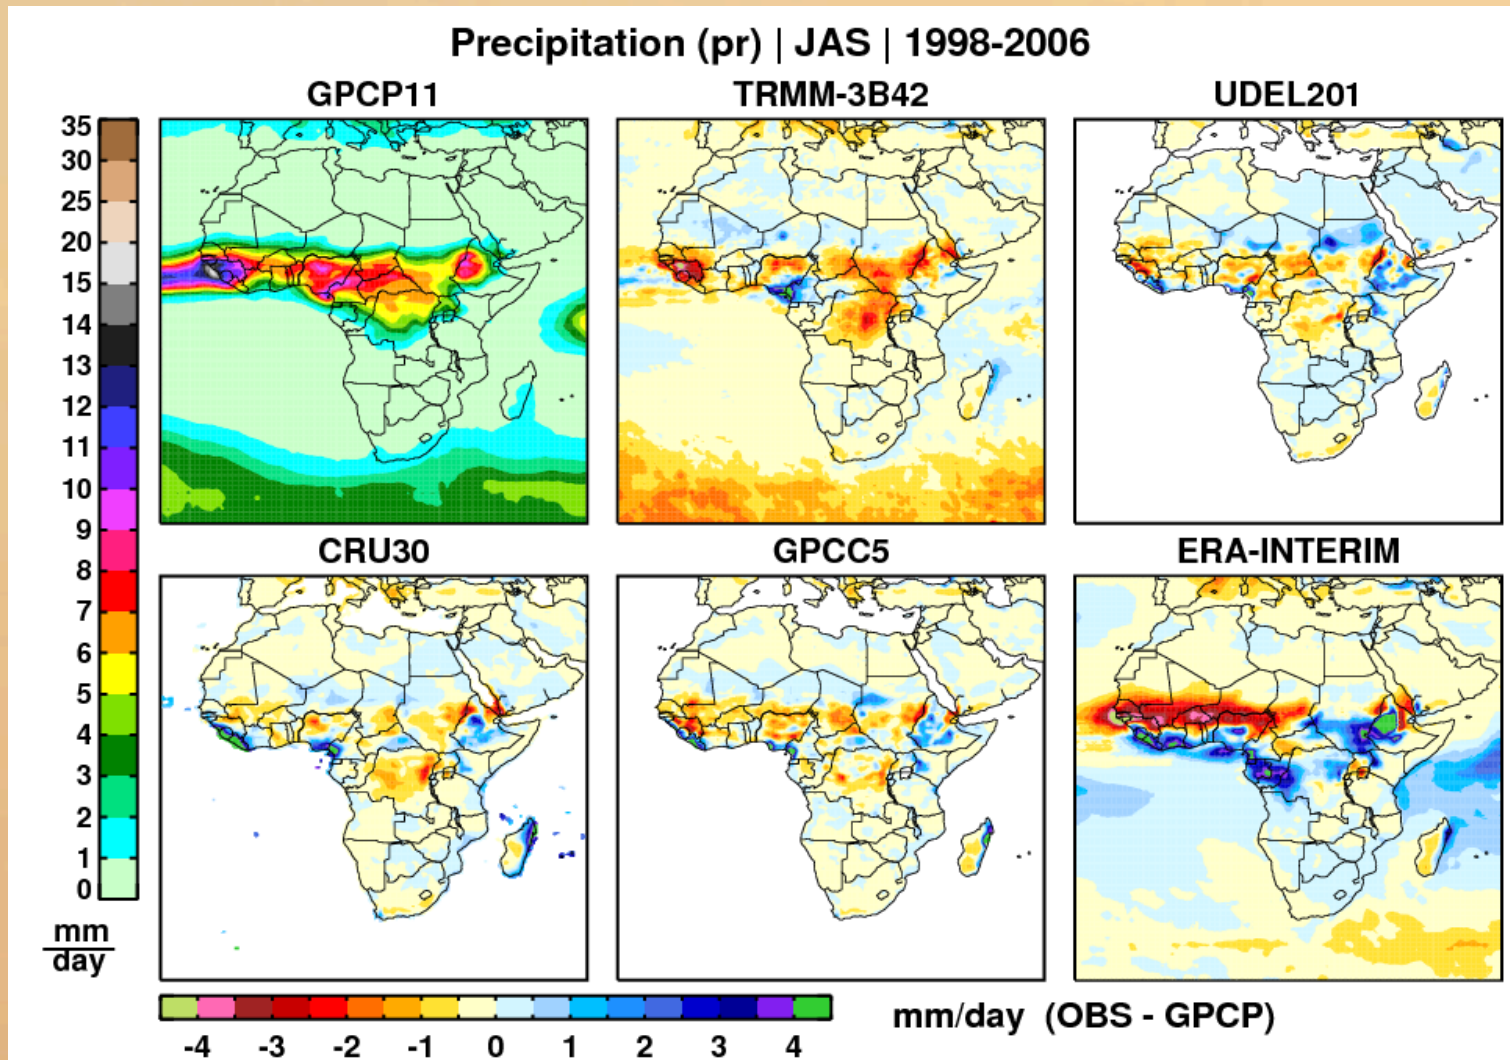 Precipitation (pr) | JAS | 1998-2006
GPCP11
TRMM-3B42
UDEL201
35
30
25
20
15
14
13
12
11
10
9
8
7
6
5
4
3
2
1
0
mm
day
CRU30
GPCC5
ERA-INTERIM
-4 -3 -2 -1 0 1 2 3 4
mm/day (OBS - GPCP)